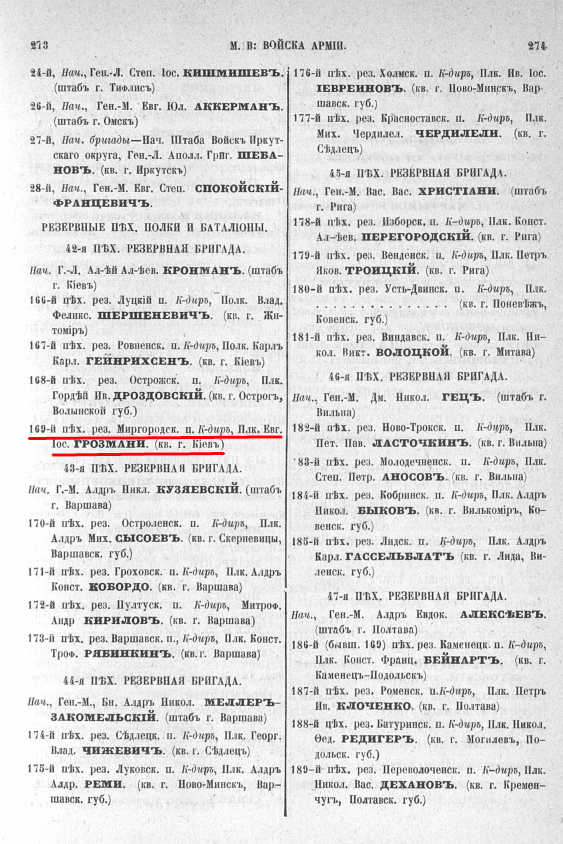 273
М. В: ВОЙСКА АРМІИ.
274
24-й, Нач., Ген.-Л. Степ. Іос. КИШМИШЕВЪ.
(штабъ г. Тифлисъ)
26-й, Нач., Ген.-М. Евг. Юл. АККЕРМАНЪ.
(штабъ г. Омскъ)
27-й, Нач. бригады—Нач. Штаба Войскъ Иркут-
скаго округа, Ген.-Л. Аполл. Григ. ШЕВА-
НОВЪ. (кв. г. Иркутскъ)
28-й, Нач., Ген.-М. Евг. Степ. СПОКОЙСКІЙ-
ФРАНЦЕВИЧЪ.
РЕЗЕРВНЫЕ ПѢХ. ПОЛКИ И БАТАЛІОНЫ.
42-я ПѢХ. РЕЗЕРВНАЯ БРИГАДА.
Нач. Г.-Л. Ал-ѣй Ал-ѣев. КРОНМАНЪ. (штабъ
г. Кіевъ)
166-й пѣх. рез. Луцкій п. К-диръ, Полк. Влад.
Феликс. ШЕРШЕНЕВИЧЪ. (кв. г. Жи-
томіръ)
167-й пѣх. рез. Ровненск. п. К-диръ, Полк. Карлъ
Карл. ГЕЙНРИХСЕНЪ. (кв. г. Кіевъ)
168-й пѣх. рез. Острожск. п. К-диръ, Плк.
Гордѣй Ив. ДРОЗДОВСКІЙ. (кв. г. Острогъ,
Волынской губ.)
169-й пѣх. рез. Миргородск. п. К-диръ, Плк. Евг.
Іос. ГРОЗМАНИ. (кв. г. Кіевъ)
43-я ПѢХ. РЕЗЕРВНАЯ БРИГАДА.
Нач. Г.-М. Алдръ Никл. КУЗЯЕВСКІЙ. (штабъ
г. Варшава)
170-й пѣх. рез. Остроленск. п. К-диръ, Плк.
Алдръ Мих. СЫСОЕВЪ. (кв. г. Скерневицы,
Варшавск. губ.)
171-й пѣх. рез. Гроховск. п. К-диръ, Плк. Алдръ
Конст. КОБОРДО. (кв. г. Варшава)
172-й пѣх. рез. Пултуск. п. К-диръ, Митроф.
Андр КИРИЛОВЪ. (кв. г. Варшава)
173-й пѣх. рез. Варшавск. п., К-диръ, Плк. Конст.
Троф. РЯБИНКИНЪ. (кв. г. Варшава)
44-я ПѢХ. РЕЗЕРВНАЯ БРИГАДА.
Нач., Ген.-М., Бн. Алдръ Никол. МЕЛЛЕРЪ-
ЗАКОМЕЛЬСКІЙ. (штабъ г. Варшава)
174-й пѣх. рез. Сѣдлецк. п. К-диръ, Плк. Георг.
Влад. ЧИЖЕВИЧЪ. (кв. г. Сѣдлецъ)
175-й пѣх. рез. Луковск. п. К-диръ, Плк. Алдръ
Алдр. РЕМИ. (кв. г. Ново-Минскъ, Вар-
шавск. губ.)
176-й пѣх. рез. Холмск. п. К-диръ, Плк. Ив. Іос.
ІЕВРЕИНОВЪ. (кв. г. Ново-Минскъ, Вар-
шавск. губ.)
177-й пѣх. рез. Красноставск. п. К-диръ, Плк.
Мих. Чердилел. ЧЕРДИЛЕЛИ. (кв. г.
Сѣдлецъ)
45-я ПѢХ. РЕЗЕРВНАЯ БРИГАДА.
Нач., Ген.-М. Вас. Вас. ХРИСТІАНИ. (штабъ
г. Рига)
178-й пѣх. рез. Изборск. п. К-диръ, Плк. Конст.
Ал-ѣев. ПЕРЕГОРОДСКІЙ. (кв. г. Рига)
179-й пѣх. рез. Венденск. п. К-диръ, Плк. Петръ
Яков. ТРОИЦКІЙ. (кв. г. Рига)
180-й пѣх. рез. Усть-Двинск. п. К-диръ, Плк.
. . . . . . . . . . . . . . . . (кв. г. Поневѣжъ,
Ковенск. губ.)
181-й пѣх. рез. Виндавск. п. К-диръ, Плк. Ни-
кол. Викт. ВОЛОЦКОЙ. (кв. г. Митава)
46-я ПѢХ. РЕЗЕРВНАЯ БРИГАДА.
Нач., Ген.-М. Дм. Никол. ГЕЦЪ. (штабъ г.
Вильна)
182-й пѣх. рез. Ново-Трокск. п. К-диръ, Плк.
Пет. Пав. ЛАСТОЧКИНЪ. (кв. г. Вильна)
183-й пѣх. рез. Молодечненск. п. К-диръ, Плк.
Степ. Петр. АНОСОВЪ. (кв. г. Вильна)
184-й пѣх. рез. Кобринск. п. К-диръ, Плк. Алдръ
Никол. БЫКОВЪ. (кв. г. Вилькоміръ, Ко-
венск. губ.)
185-й пѣх. рез. Лидск. п. К-диръ, Плк. Алдръ
Карл. ГАССЕЛЬБЛАТЪ (кв. г. Лида, Ви-
ленск. губ.)
47-я ПѢХ. РЕЗЕРВНАЯ БРИГАДА.
Нач., Ген.-М. Алдръ Евдок. АЛЕКСѢЕВЪ.
(штабъ г. Полтава)
186-й (бывш. 169) пѣх. рез. Каменецк. п. К-диръ,
Плк. Конст. Франц. БЕЙНАРТЪ, (кв. г.
Каменецъ-Подольскъ)
187-й пѣх. рез. Роменск. п. К-диръ, Плк. Петръ
Ив. КЛОЧЕНКО. (кв. г. Полтава)
188-й пѣх. рез. Батуринск. п. К-диръ, Плк. Никол.
Ѳед. РЕДИГЕРЪ. (кв. г. Могилевъ, По-
дольск. губ.)
189-й пѣх. рез. Переволоченск. п. К-диръ, Плк.
Никол. Вас. ДЕХАНОВЪ. (кв. г. Кремен-
чугъ, Полтавск. губ.)